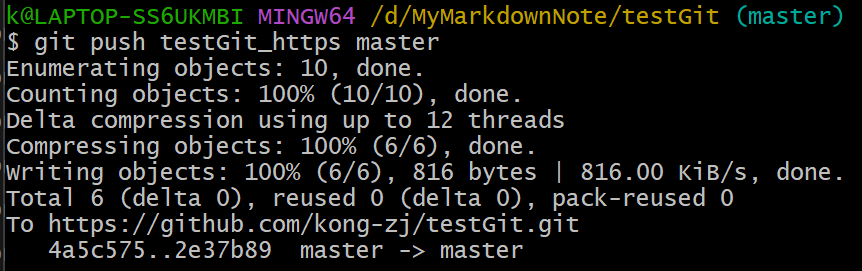 k@LAPTOP-SS6UKMBI MINGW64 /d/MyMarkdownNote/testGit (master)
$ git push testGit_https master
Enumerating objects: 10, done.
Counting objects: 100% (10/10), done.
Delta compression using up to 12 threads
Compressing objects: 100% (6/6), done.
Writing objects: 100% (6/6), 816 bytes | 816.00 KiB/s, done.
Total 6 (delta 0), reused 0 (delta 0), pack-reused 0
To https://github.com/kong-zj/testGit.git
   4a5c575..2e37b89  master -> master